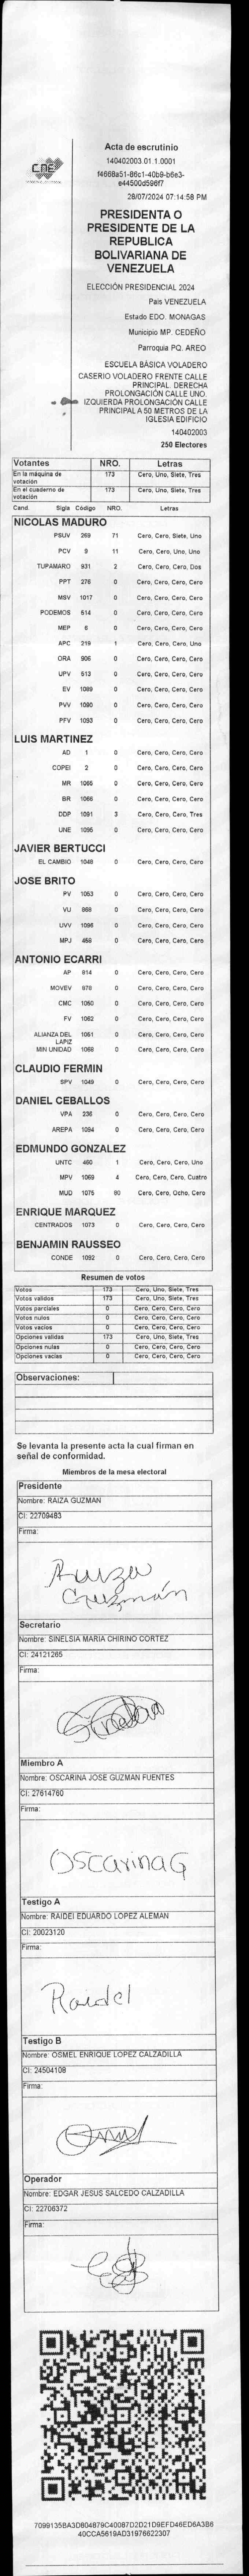 CNE
Acta de escrutinio
140402003.01.1.0001
f4668a51-86c1-40b9-b6e3-
e44500d596f7
28/07/2024 07:14:58 PM
PRESIDENTA O
PRESIDENTE DE LA
REPUBLICA
BOLIVARIANA DE
VENEZUELA
ELECCIÓN PRESIDENCIAL 2024
Pais VENEZUELA
Estado EDO. MONAGAS
Municipio MP. CEDEÑO
Parroquia PQ. AREO
ESCUELA BÁSICA VOLADERO
CASERIO VOLADERO FRENTE CALLE
PRINCIPAL. DERECHA
PROLONGACIÓN CALLE UNO.
IZQUIERDA PROLONGACIÓN CALLE
PRINCIPAL A 50 METROS DE LA
IGLESIA EDIFICIO
140402003
250 Electores
Votantes NRO. Letras
En la máquina de votación 173 Cero, Uno, Siete, Tres
En el cuaderno de votación 173 Cero, Uno, Siete, Tres
Cand. Sigla Código NRO. Letras
NICOLAS MADURO
PSUV 269 71 Cero, Cero, Siete, Uno
PCV 9 11 Cero, Cero, Uno, Uno
TUPAMARO 931 2 Cero, Cero, Cero, Dos
PPT 276 0 Cero, Cero, Cero, Cero
MSV 1017 0 Cero, Cero, Cero, Cero
PODEMOS 514 0 Cero, Cero, Cero, Cero
MEP 6 0 Cero, Cero, Cero, Cero
APC 219 1 Cero, Cero, Cero, Uno
ORA 906 0 Cero, Cero, Cero, Cero
UPV 513 0 Cero, Cero, Cero, Cero
EV 1089 0 Cero, Cero, Cero, Cero
PVV 1090 0 Cero, Cero, Cero, Cero
PFV 1093 0 Cero, Cero, Cero, Cero
LUIS MARTINEZ
AD 1 0 Cero, Cero, Cero, Cero
COPEI 2 0 Cero, Cero, Cero, Cero
MR 1065 0 Cero, Cero, Cero, Cero
BR 1066 0 Cero, Cero, Cero, Cero
DDP 1091 3 Cero, Cero, Cero, Tres
UNE 1095 0 Cero, Cero, Cero, Cero
JAVIER BERTUCCI
EL CAMBIO 1048 0 Cero, Cero, Cero, Cero
JOSE BRITO
PV 1053 0 Cero, Cero, Cero, Cero
VU 868 0 Cero, Cero, Cero, Cero
UVV 1096 0 Cero, Cero, Cero, Cero
MPJ 459 0 Cero, Cero, Cero, Cero
ANTONIO ECARRI
AP 814 0 Cero, Cero, Cero, Cero
MOVEV 978 0 Cero, Cero, Cero, Cero
CMC 1050 0 Cero, Cero, Cero, Cero
FV 1062 0 Cero, Cero, Cero, Cero
ALIANZA DEL LAPIZ 1051 0 Cero, Cero, Cero, Cero
MIN UNIDAD 1068 0 Cero, Cero, Cero, Cero
CLAUDIO FERMIN
SPV 1049 0 Cero, Cero, Cero, Cero
DANIEL CEBALLOS
VPA 236 0 Cero, Cero, Cero, Cero
AREPA 1094 0 Cero, Cero, Cero, Cero
EDMUNDO GONZALEZ
UNTC 460 1 Cero, Cero, Cero, Uno
MPV 1069 4 Cero, Cero, Cero, Cuatro
MUD 1075 80 Cero, Cero, Ocho, Cero
ENRIQUE MARQUEZ
CENTRADOS 1073 0 Cero, Cero, Cero, Cero
BENJAMIN RAUSSEO
CONDE 1092 0 Cero, Cero, Cero, Cero
Resumen de votos
Votos 173 Cero, Uno, Siete, Tres
Votos validos 173 Cero, Uno, Siete, Tres
Votos parciales 0 Cero, Cero, Cero, Cero
Votos nulos 0 Cero, Cero, Cero, Cero
Votos vacios 0 Cero, Cero, Cero, Cero
Opciones validas 173 Cero, Uno, Siete, Tres
Opciones nulas 0 Cero, Cero, Cero, Cero
Opciones vacias 0 Cero, Cero, Cero, Cero
Observaciones:
Se levanta la presente acta la cual firman en
señal de conformidad.
Miembros de la mesa electoral
Presidente
Nombre: RAIZA GUZMAN
CI: 22709483
Firma:
Raiza
Guzmán
Secretario
Nombre: SINELSIA MARIA CHIRINO CORTEZ
CI: 24121265
Firma:
Miembro A
Nombre: OSCARINA JOSE GUZMAN FUENTES
CI: 27614760
Firma:
Oscarina G
Testigo A
Nombre: RAIDEI EDUARDO LOPEZ ALEMAN
CI: 20023120
Firma:
Raidel
Testigo B
Nombre: OSMEL ENRIQUE LOPEZ CALZADILLA
CI: 24504108
Firma:
Operador
Nombre: EDGAR JESUS SALCEDO CALZADILLA
CI: 22706372
Firma:
7099135BA3D804879C40087D2D21D9EFD46ED6A3B6
40CCA5619AD31976622307